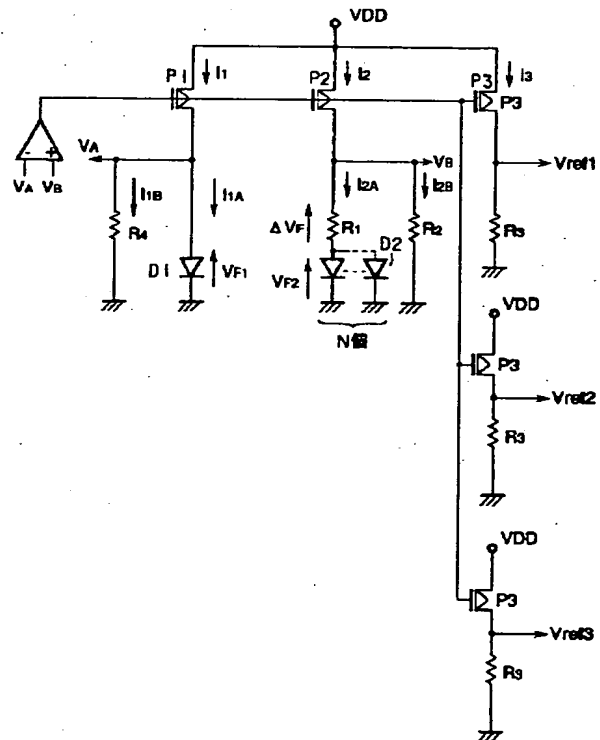 VDD
P1 I1 P2 I2 P3 I3
P3
- +
VA VB
VA
VB
Vref1
I1B I1A I2A I2B
R4 ΔVF R1 R2 R3
D1 VF1 VF2 D2
N個
VDD
P3
Vref2
R3
VDD
P3
Vref3
R3